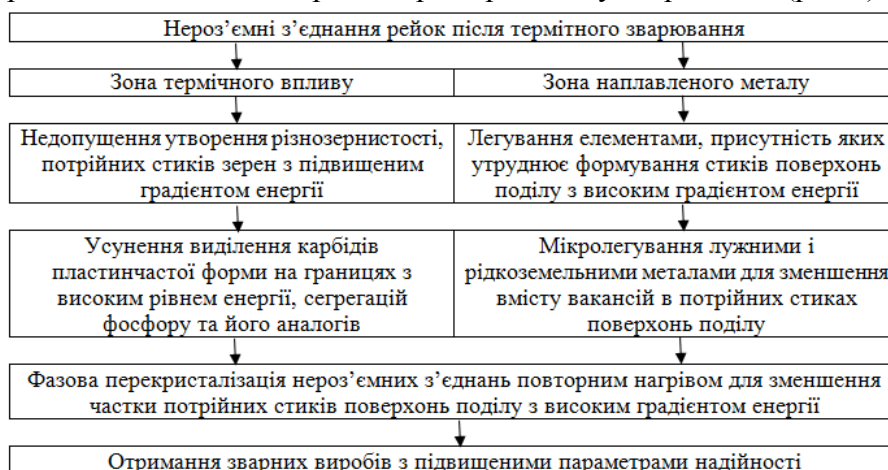 Нероз’ємні з’єднання рейок після термітного зварювання
Зона термічного впливу
Зона наплавленого металу
Недопущення утворення різнозернистості,
потрійних стиків зерен з підвищеним
градієнтом енергії
Легування елементами, присутність яких
утруднює формування стиків поверхонь
поділу з високим градієнтом енергії
Усунення виділення карбідів
пластинчастої форми на границях з
високим рівнем енергії, сегрегацій
фосфору та його аналогів
Мікролегування лужними і
рідкоземельними металами для зменшення
вмісту вакансій в потрійних стиках
поверхонь поділу
Фазова перекристалізація нероз’ємних з’єднань повторним нагрівом для зменшення
частки потрійних стиків поверхонь поділу з високим градієнтом енергії
Отримання зварних виробів з підвищеними параметрами надійності